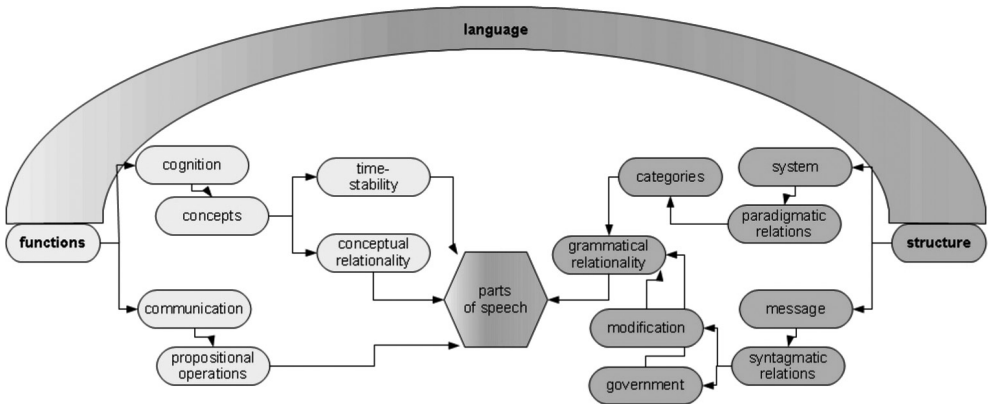 language
functions
cognition
concepts
time-
stability
conceptual
relationality
communication
propositional
operations
parts
of speech
categories
grammatical
relationality
modification
government
system
paradigmatic
relations
message
syntagmatic
relations
structure